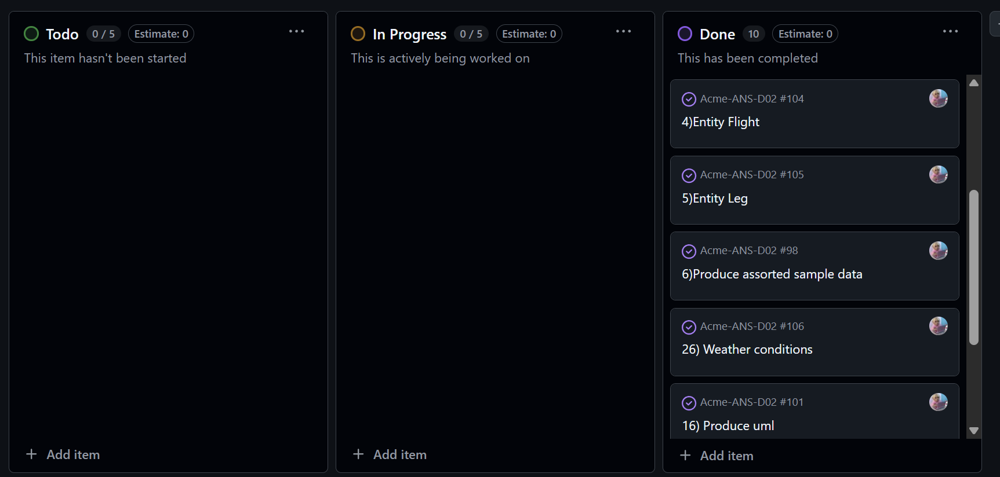 Todo 0 / 5 Estimate: 0
This item hasn't been started
Add item
In Progress 0 / 5 Estimate: 0
This is actively being worked on
Add item
Done 10 Estimate: 0
This has been completed
Acme-ANS-D02 #104
4)Entity Flight
Acme-ANS-D02 #105
5)Entity Leg
Acme-ANS-D02 #98
6)Produce assorted sample data
Acme-ANS-D02 #106
26) Weather conditions
Acme-ANS-D02 #101
16) Produce uml
Add item